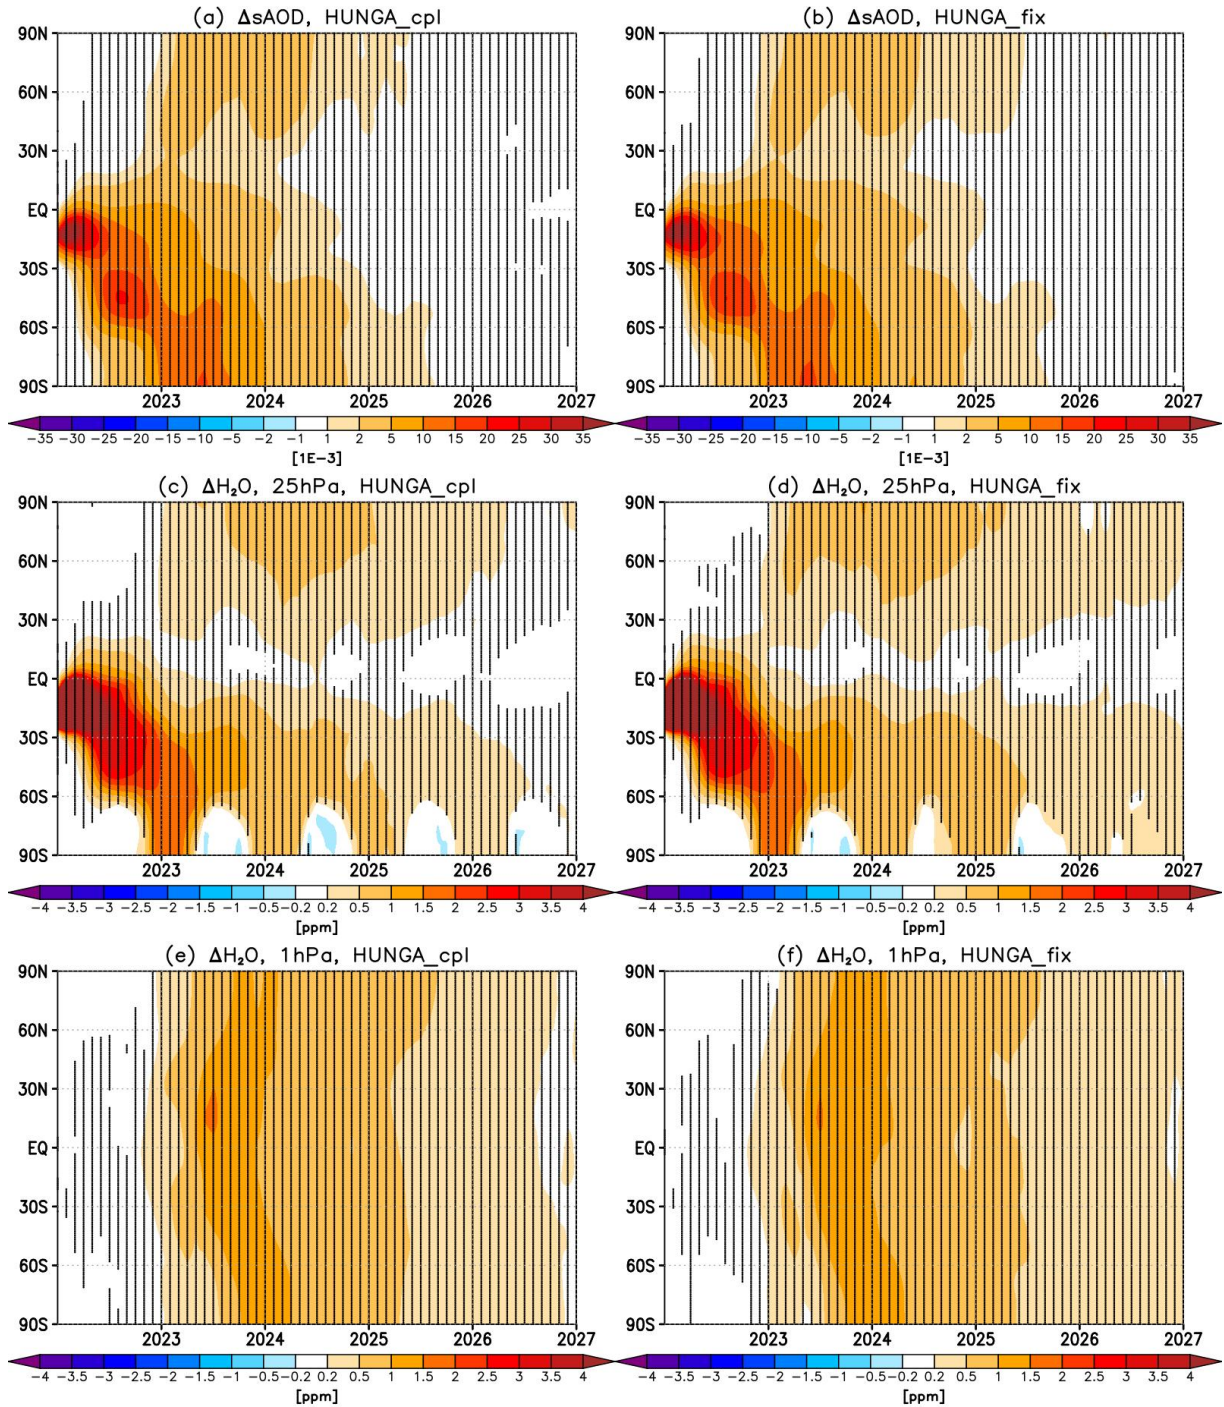 (a) ΔsAOD, HUNGA_cpl
90N
60N
30N
EQ
30S
60S
90S
2023 2024 2025 2026 2027
-35 -30 -25 -20 -15 -10 -5 -2 -1 1 2 5 10 15 20 25 30 35
[1E-3]
(b) ΔsAOD, HUNGA_fix
90N
60N
30N
EQ
30S
60S
90S
2023 2024 2025 2026 2027
-35 -30 -25 -20 -15 -10 -5 -2 -1 1 2 5 10 15 20 25 30 35
[1E-3]
(c) ΔH₂O, 25hPa, HUNGA_cpl
90N
60N
30N
EQ
30S
60S
90S
2023 2024 2025 2026 2027
-4 -3.5 -3 -2.5 -2 -1.5 -1 -0.5 -0.2 0.2 0.5 1 1.5 2 2.5 3 3.5 4
[ppm]
(d) ΔH₂O, 25hPa, HUNGA_fix
90N
60N
30N
EQ
30S
60S
90S
2023 2024 2025 2026 2027
-4 -3.5 -3 -2.5 -2 -1.5 -1 -0.5 -0.2 0.2 0.5 1 1.5 2 2.5 3 3.5 4
[ppm]
(e) ΔH₂O, 1hPa, HUNGA_cpl
90N
60N
30N
EQ
30S
60S
90S
2023 2024 2025 2026 2027
-4 -3.5 -3 -2.5 -2 -1.5 -1 -0.5 -0.2 0.2 0.5 1 1.5 2 2.5 3 3.5 4
[ppm]
(f) ΔH₂O, 1hPa, HUNGA_fix
90N
60N
30N
EQ
30S
60S
90S
2023 2024 2025 2026 2027
-4 -3.5 -3 -2.5 -2 -1.5 -1 -0.5 -0.2 0.2 0.5 1 1.5 2 2.5 3 3.5 4
[ppm]